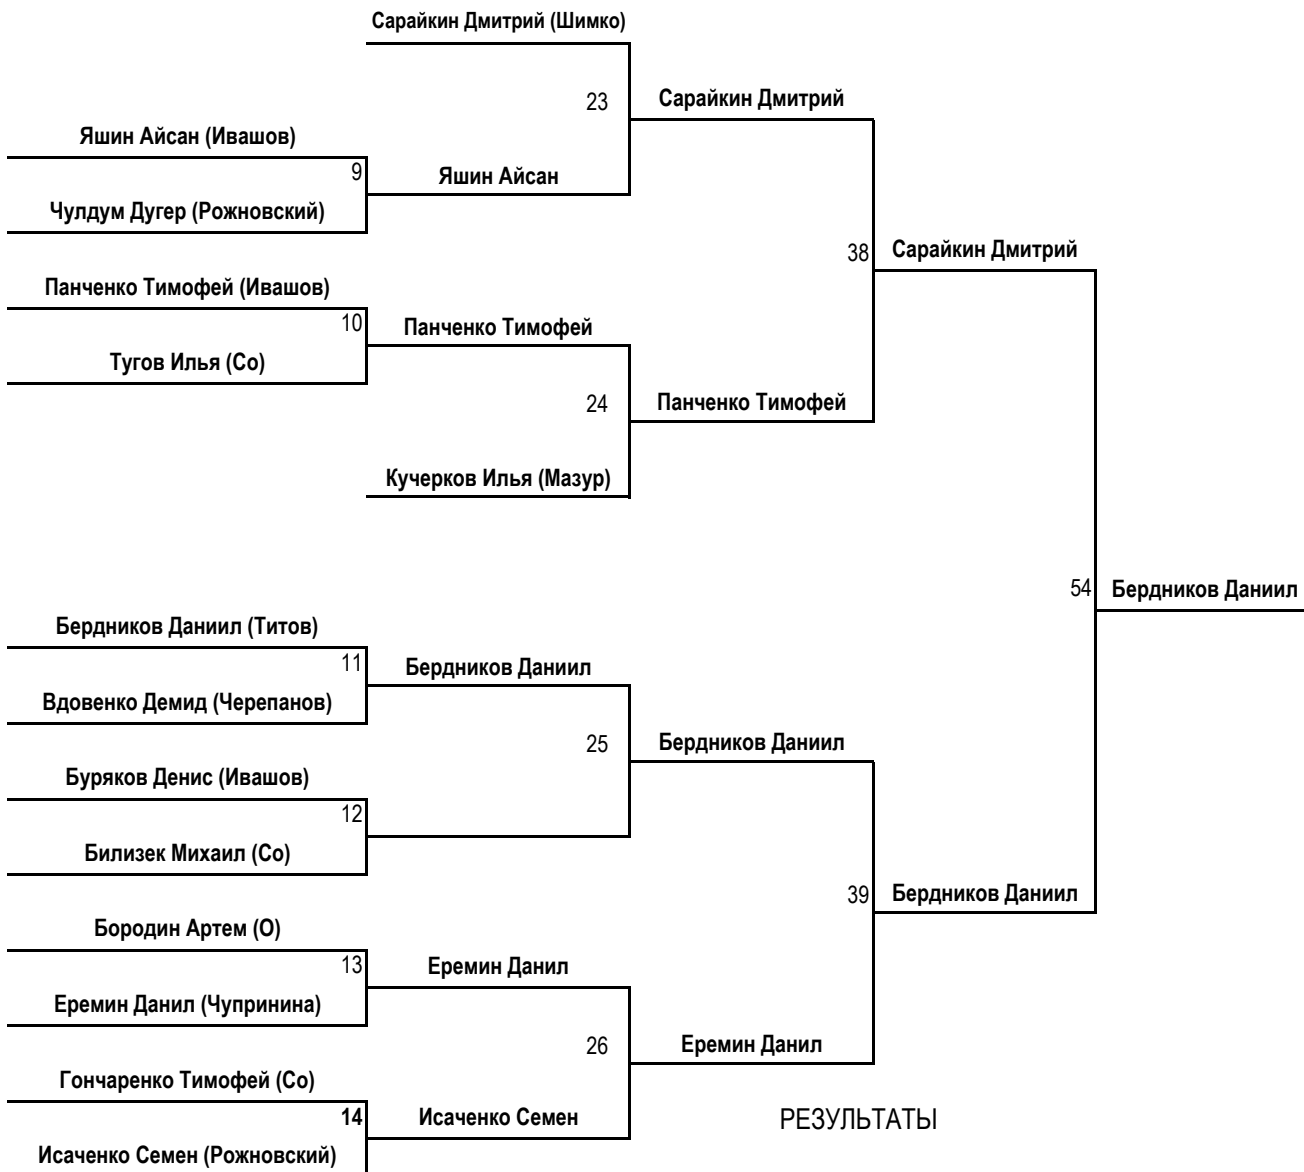 Сарайкин Дмитрий (Шимко)
23
Сарайкин Дмитрий
Яшин Айсан (Ивашов)
9
Яшин Айсан
Чулдум Дугер (Рожновский)
38
Сарайкин Дмитрий
Панченко Тимофей (Ивашов)
10
Панченко Тимофей
Тугов Илья (Со)
24
Панченко Тимофей
Кучерков Илья (Мазур)
54
Бердников Даниил
Бердников Даниил (Титов)
11
Бердников Даниил
Вдовенко Демид (Черепанов)
25
Бердников Даниил
Буряков Денис (Ивашов)
12
Билизек Михаил (Со)
39
Бердников Даниил
Бородин Артем (О)
13
Еремин Данил
Еремин Данил (Чупринина)
26
Еремин Данил
Гончаренко Тимофей (Со)
14
Исаченко Семен
РЕЗУЛЬТАТЫ
Исаченко Семен (Рожновский)